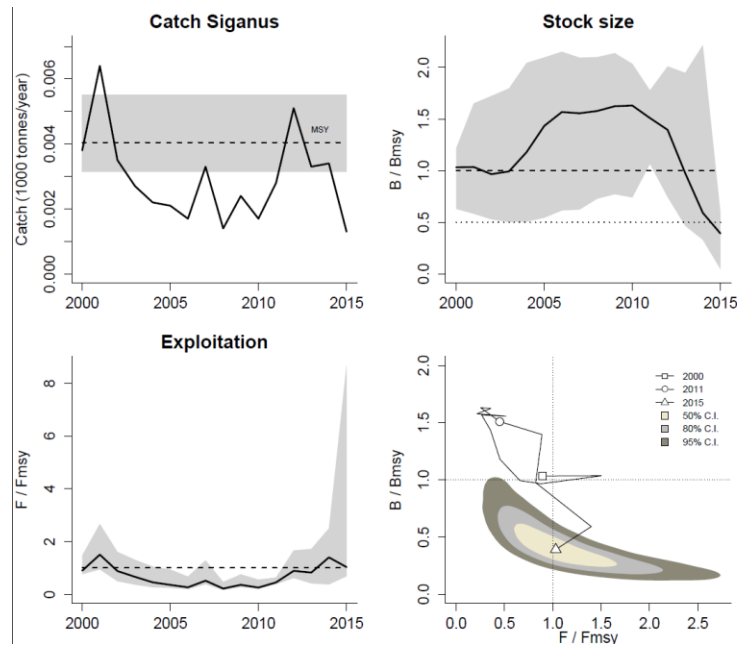 Catch Siganus
Catch (1000 tonnes/year)
0.000 0.002 0.004 0.006
MSY
2000 2005 2010 2015
Stock size
B / Bmsy
0.0 0.5 1.0 1.5 2.0
2000 2005 2010 2015
Exploitation
F / Fmsy
0 2 4 6 8
2000 2005 2010 2015
B / Bmsy
0.0 0.5 1.0 1.5 2.0
2000
2011
2015
50% C.I.
80% C.I.
95% C.I.
0.0 0.5 1.0 1.5 2.0 2.5
F / Fmsy